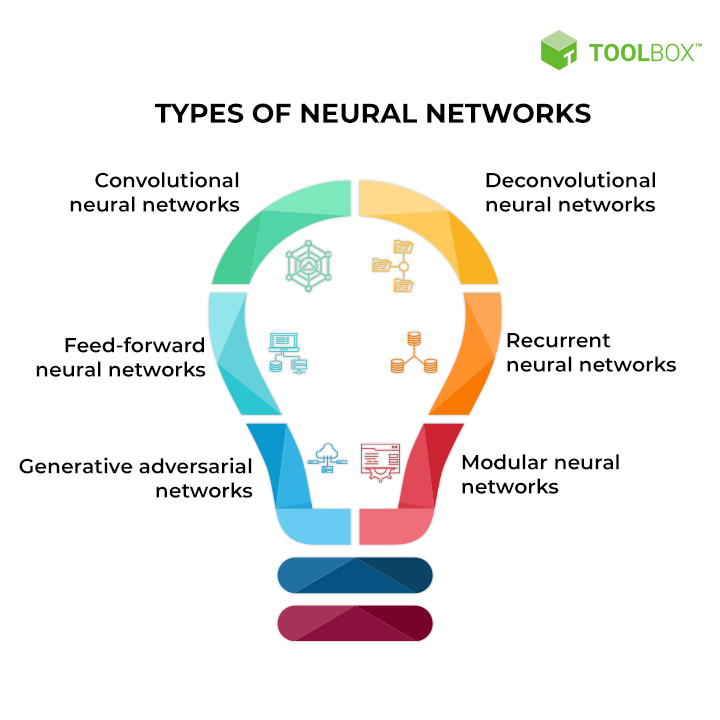 TOOLBOX™
TYPES OF NEURAL NETWORKS
Convolutional
neural networks
Deconvolutional
neural networks
Feed-forward
neural networks
Recurrent
neural networks
Generative adversarial
networks
Modular neural
networks